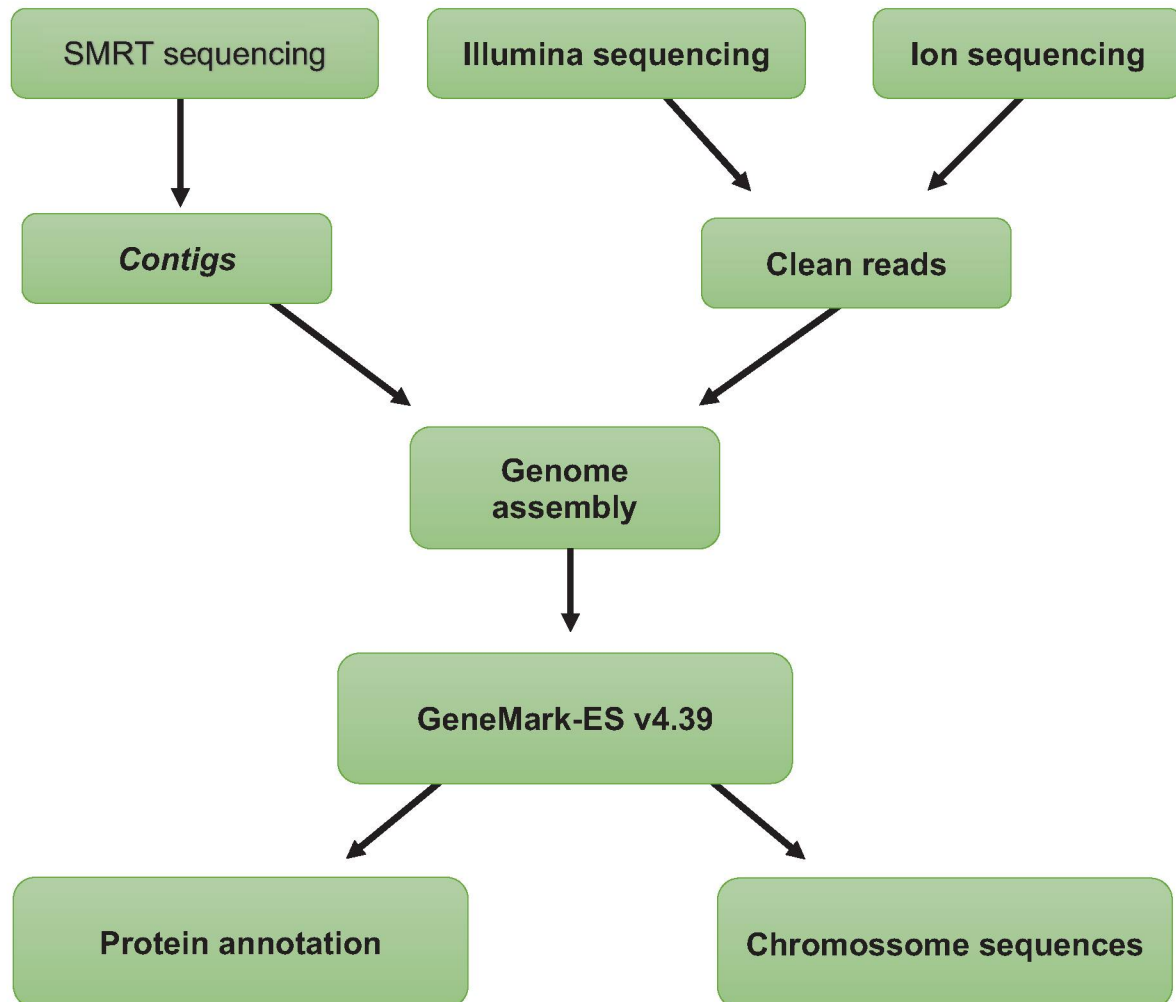 SMRT sequencing
Illumina sequencing
Ion sequencing
Contigs
Clean reads
Genome
assembly
GeneMark-ES v4.39
Protein annotation
Chromossome sequences